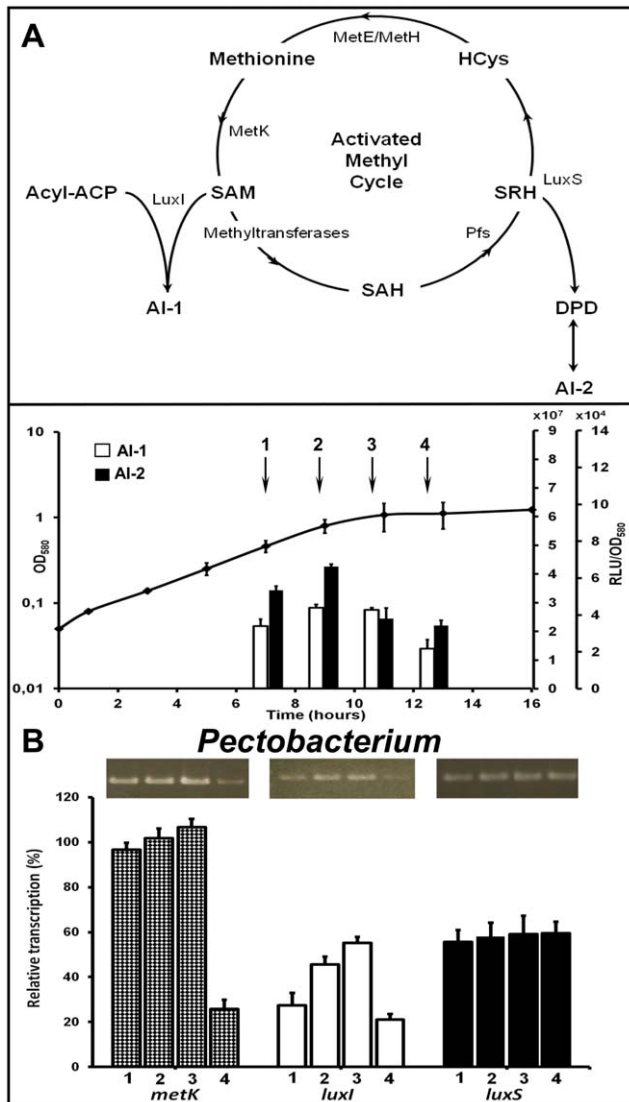 A
MetE/MetH
Methionine
HCys
MetK
Activated
Methyl
Cycle
Acyl-ACP
LuxI
SAM
SRH
LuxS
Methyltransferases
Pfs
SAH
AI-1
DPD
AI-2
x10⁷
x10⁴
10
1
0,1
0,01
OD₅₈₀
AI-1
AI-2
1
2
3
4
9
8
7
6
5
4
3
2
1
0
14
12
10
8
6
4
2
0
RLU/OD₅₈₀
0
2
4
6
8
10
12
14
16
Time (hours)
B
Pectobacterium
120
100
80
60
40
20
0
Relative transcription (%)
1 2 3 4
1 2 3 4
1 2 3 4
metK
luxI
luxS